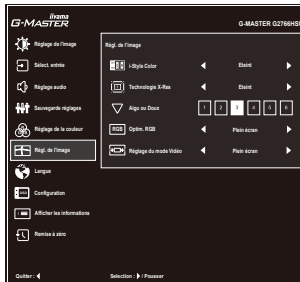 iiyama
G-MASTER
G-MASTER G2766HS
Réglage de l'image
Sélect. entrée
Réglage audio
Sauvegarde réglages
Réglage de la couleur
Régl. de l'image
Langue
Configuration
Afficher les informations
Remise à zéro
Régl. de l'image
i-Style Color Eteint
Technologie X-Res Eteint
Aigu ou Doux 1 2 3 4 5 6
RGB Optim. RGB Plein écran
Réglage du mode Vidéo Plein écran
Quitter : Sélection : / Pousser